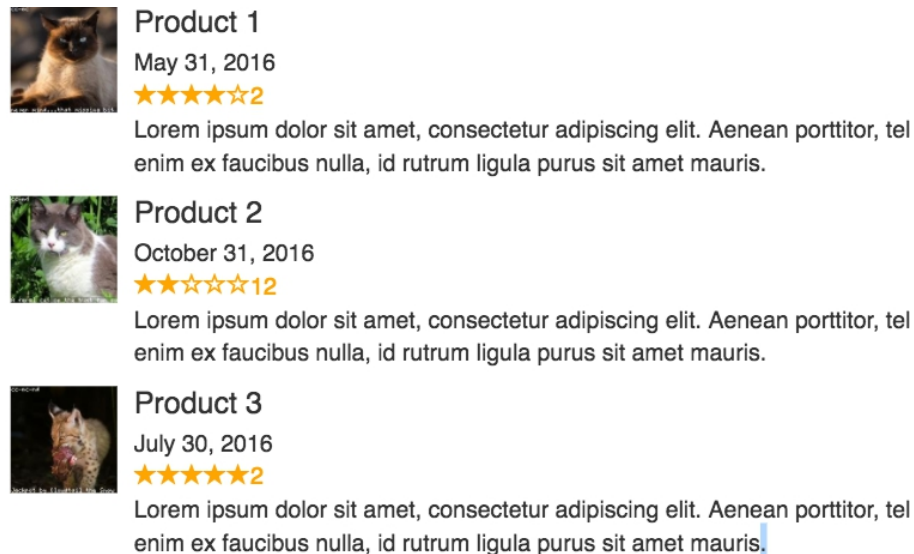 Product 1
May 31, 2016
★★★★☆2
Lorem ipsum dolor sit amet, consectetur adipiscing elit. Aenean porttitor, tel
enim ex faucibus nulla, id rutrum ligula purus sit amet mauris.
Product 2
October 31, 2016
★★☆☆☆12
Lorem ipsum dolor sit amet, consectetur adipiscing elit. Aenean porttitor, tel
enim ex faucibus nulla, id rutrum ligula purus sit amet mauris.
Product 3
July 30, 2016
★★★★★2
Lorem ipsum dolor sit amet, consectetur adipiscing elit. Aenean porttitor, tel
enim ex faucibus nulla, id rutrum ligula purus sit amet mauris.